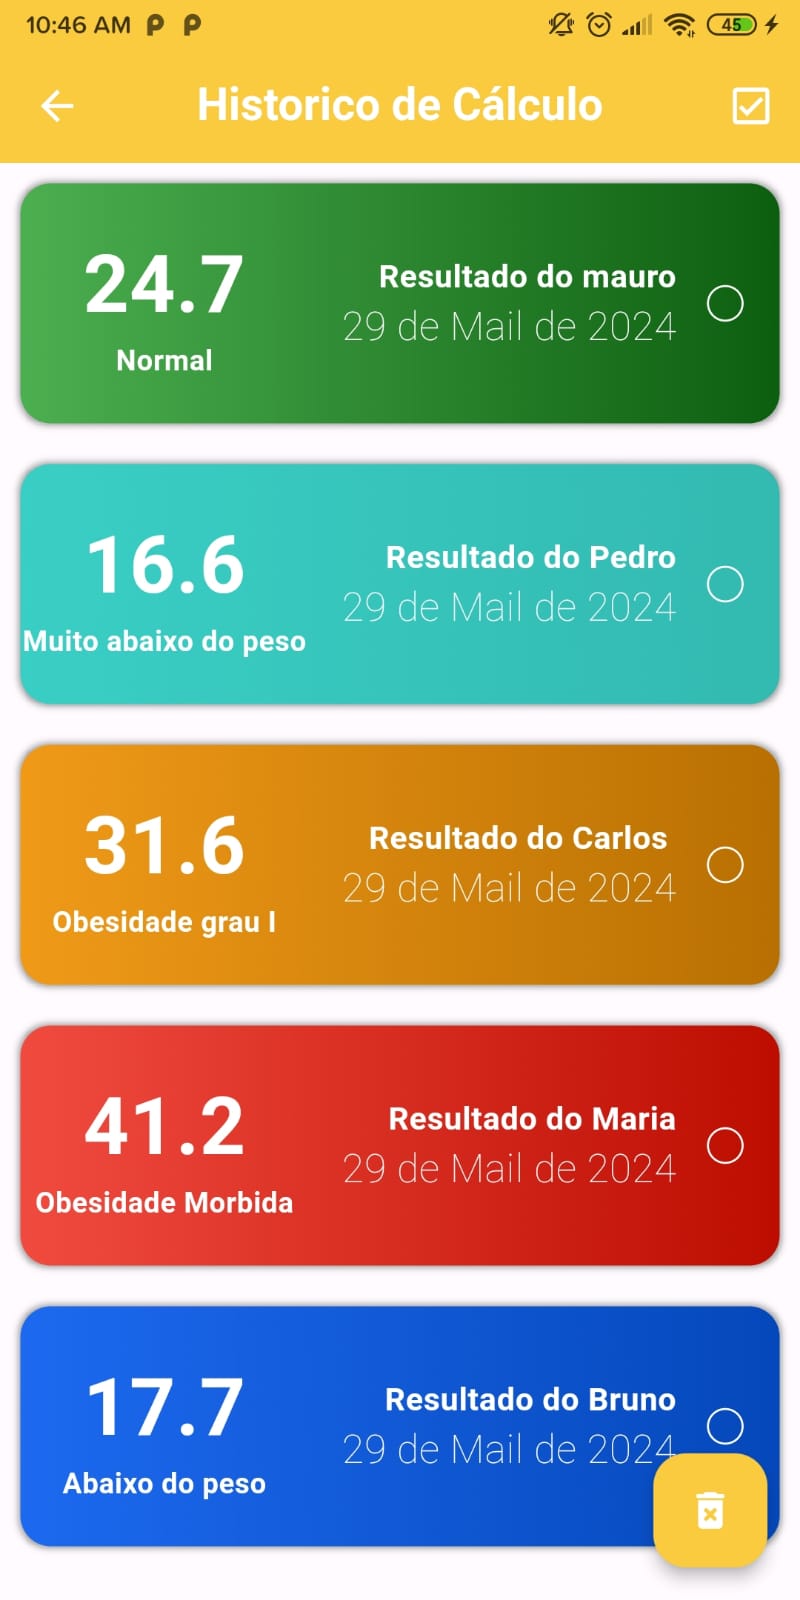 10:46 AM
45
Historico de Cálculo
24.7
Normal
Resultado do mauro
29 de Mail de 2024
16.6
Muito abaixo do peso
Resultado do Pedro
29 de Mail de 2024
31.6
Obesidade grau I
Resultado do Carlos
29 de Mail de 2024
41.2
Obesidade Morbida
Resultado do Maria
29 de Mail de 2024
17.7
Abaixo do peso
Resultado do Bruno
29 de Mail de 2024